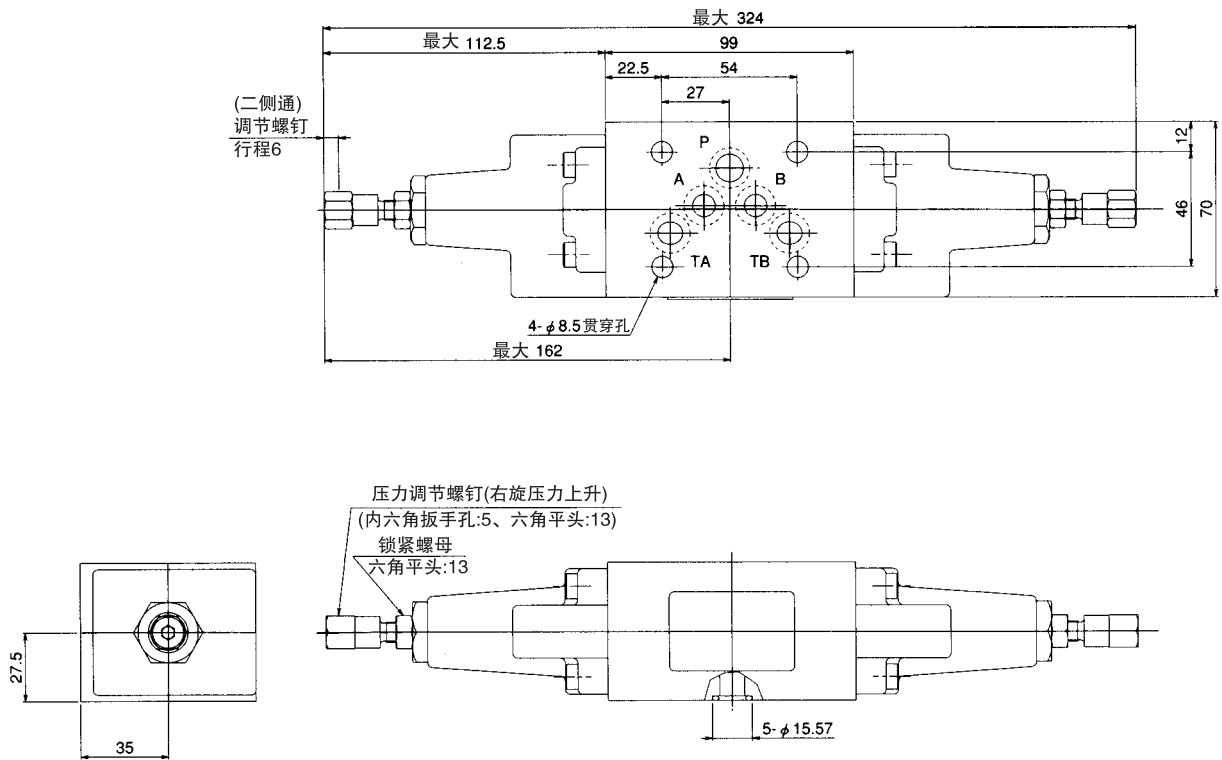 最大 324
最大 112.5
99
22.5
54
27
(二侧通)
调节螺钉
行程6
P
A
B
TA
TB
12
46
70
4-φ8.5贯穿孔
最大 162
压力调节螺钉(右旋压力上升)
(内六角扳手孔:5、六角平头:13)
锁紧螺母
六角平头:13
27.5
35
5-φ15.57